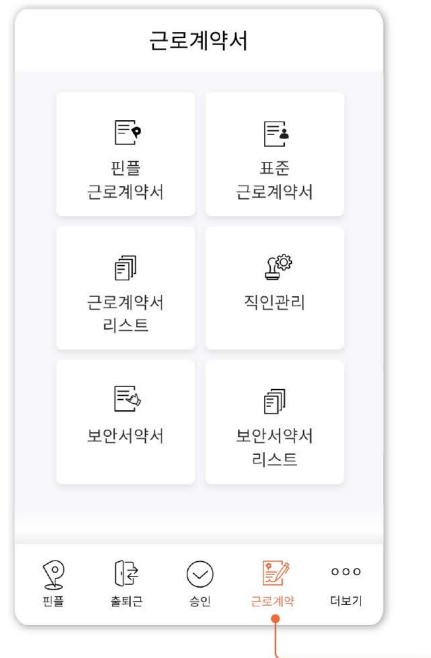 근로계약서
핀플
근로계약서
표준
근로계약서
근로계약서
리스트
직인관리
보안서약서
보안서약서
리스트
핀플
출퇴근
승인
근로계약
더보기